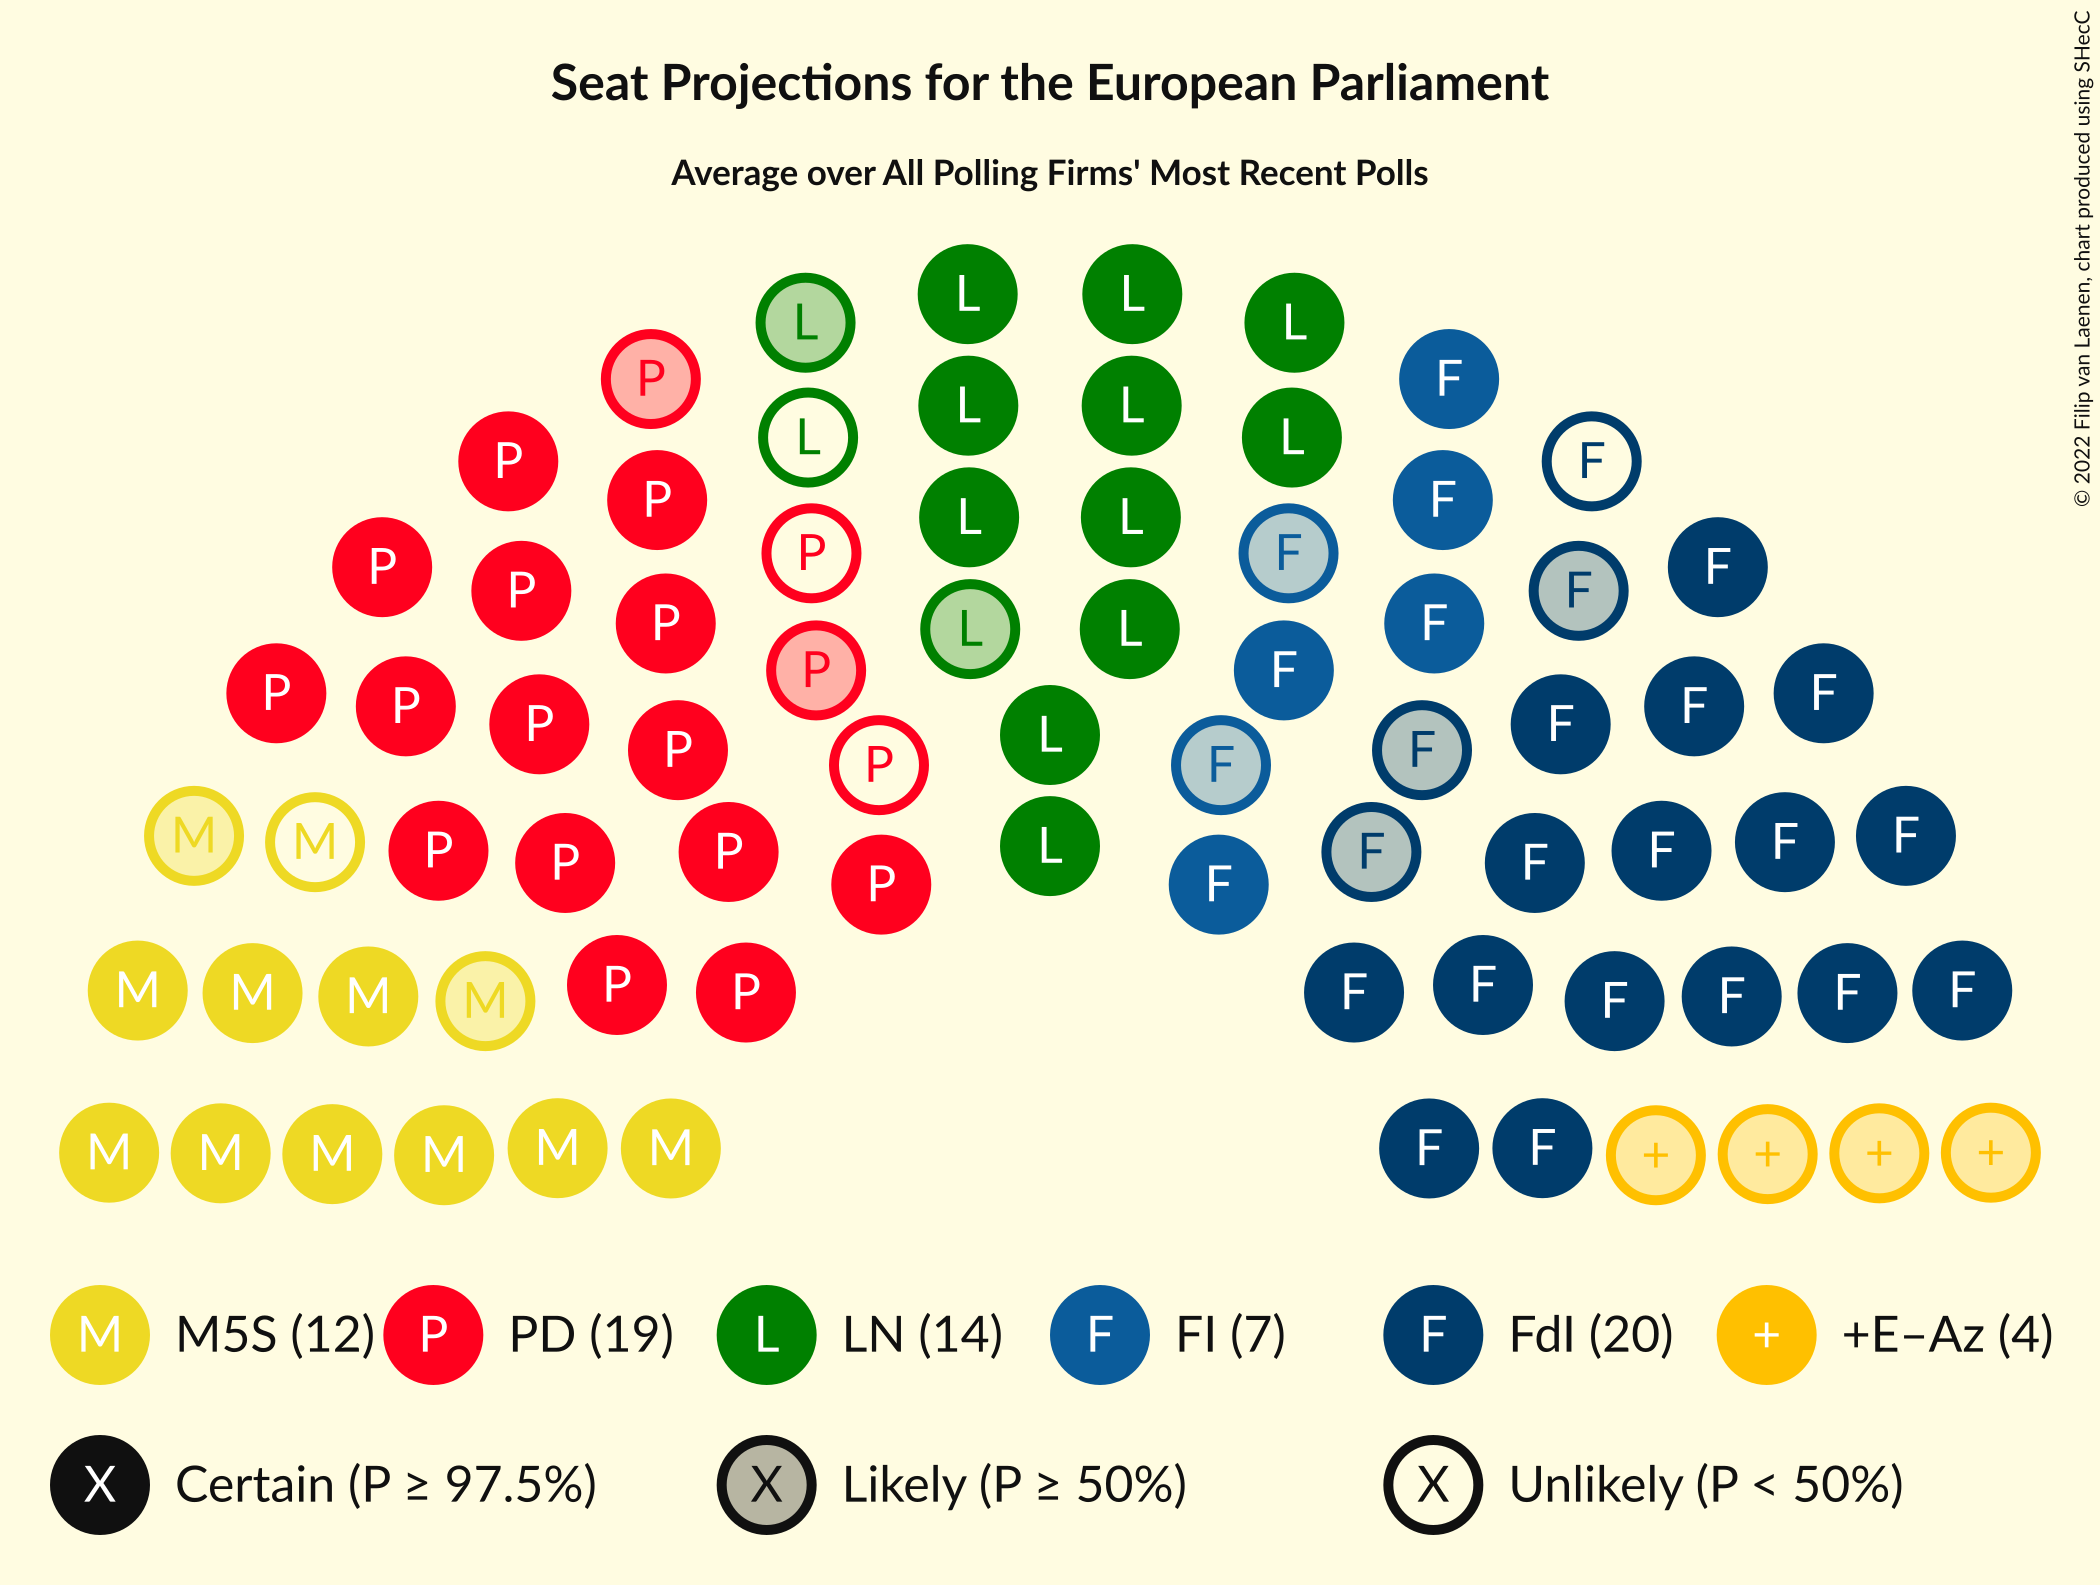 Seat Projections for the European Parliament
Average over All Polling Firms' Most Recent Polls
© 2022 Filip van Laenen, chart produced using SHecC
L L
L L
P F
L L
L L
P F
P F
L L
P F
P F
P L L F
P F
P F
L L
P F
P F
P P F F
P P F F
L
P F
M M F F
L
P P P F F F
P P F F
P F
M M M M P P F F F F F F
M M M M M M F F + + + +
M M5S (12) P PD (19) L LN (14) F FI (7) F FdI (20) + +E–Az (4)
X Certain (P ≥ 97.5%) X Likely (P ≥ 50%) X Unlikely (P < 50%)